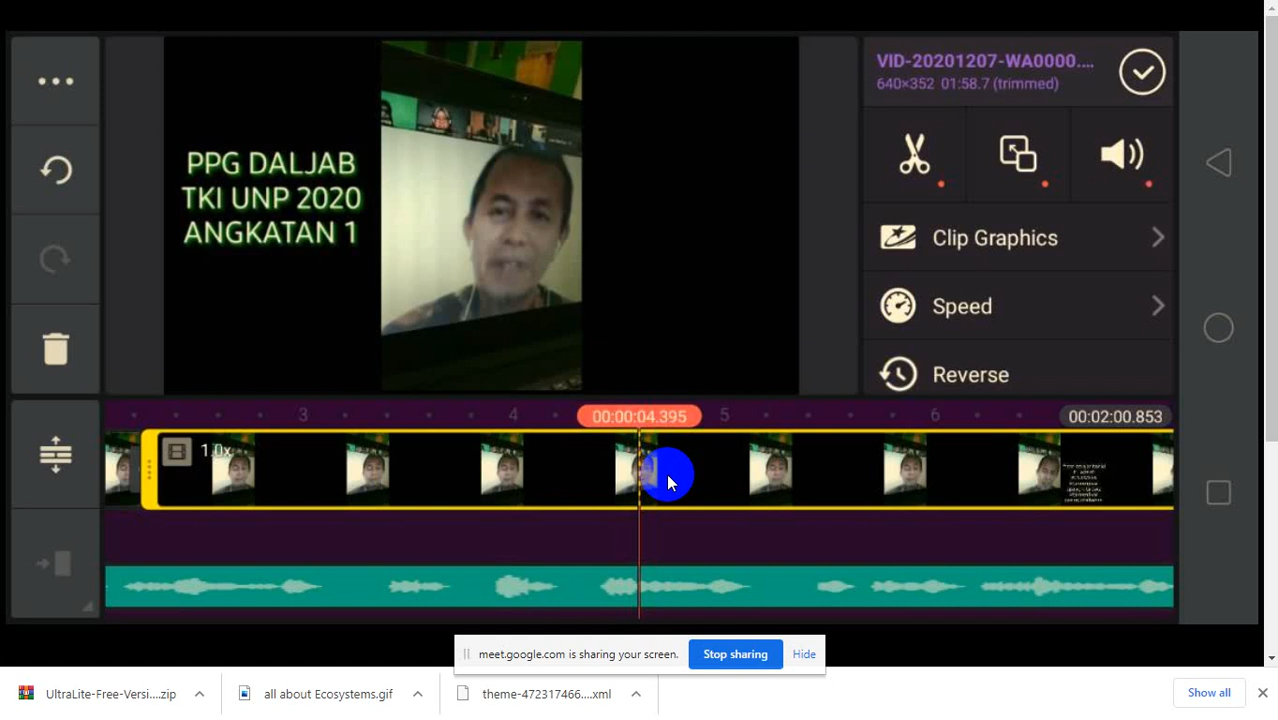 VID-20201207-WA0000....
640×352 01:58.7 (trimmed)
PPG DALJAB
TKI UNP 2020
ANGKATAN 1
Clip Graphics
Speed
Reverse
3
4
00:00:04.395
5
6
00:02:00.853
1.0x
meet.google.com is sharing your screen.
Stop sharing
Hide
UltraLite-Free-Versi....zip
all about Ecosystems.gif
theme-472317466....xml
Show all